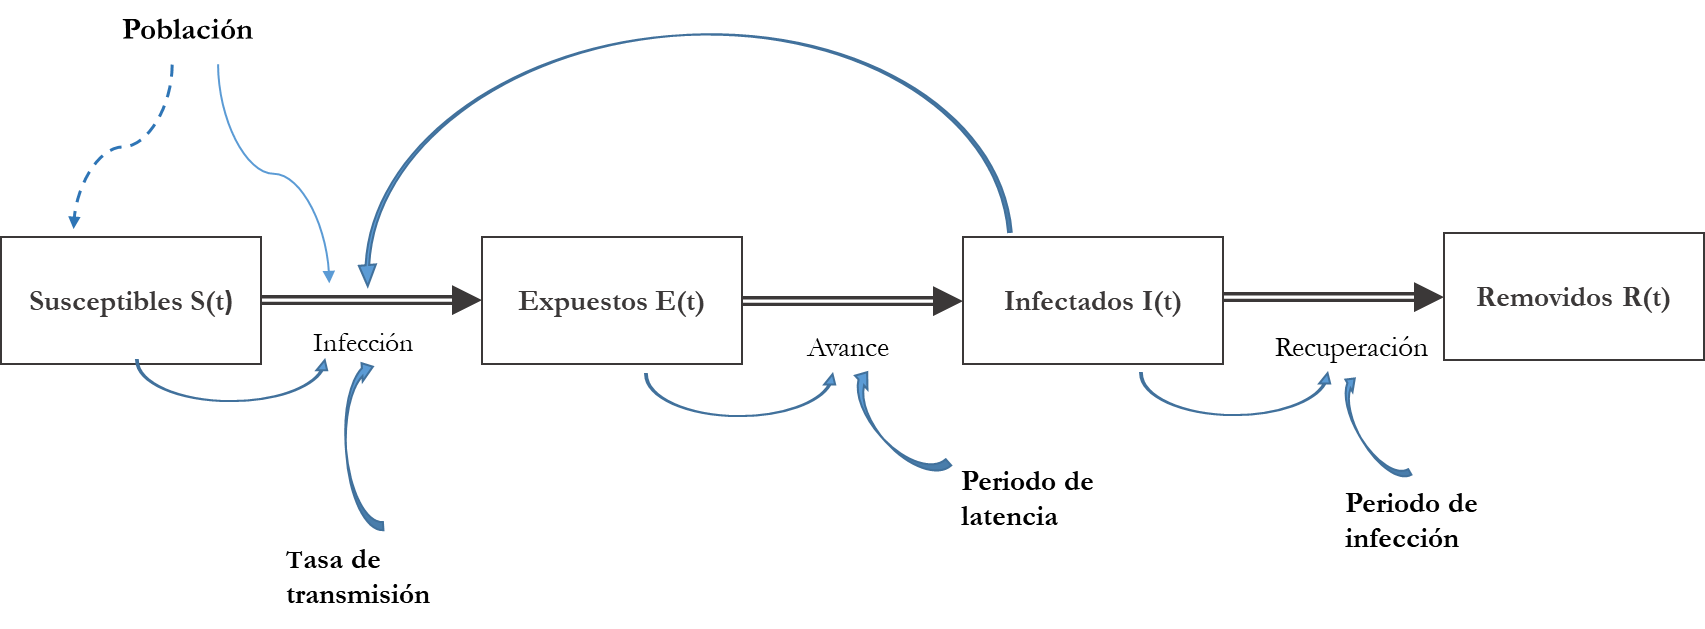 Población
Susceptibles S(t)
Expuestos E(t)
Infectados I(t)
Removidos R(t)
Infección
Avance
Recuperación
Tasa de
transmisión
Periodo de
latencia
Periodo de
infección